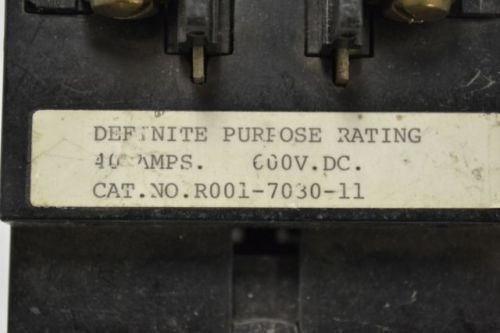 DEFINITE PURPOSE RATING
40 AMPS. 600V.DC.
CAT.NO.R001-7030-11